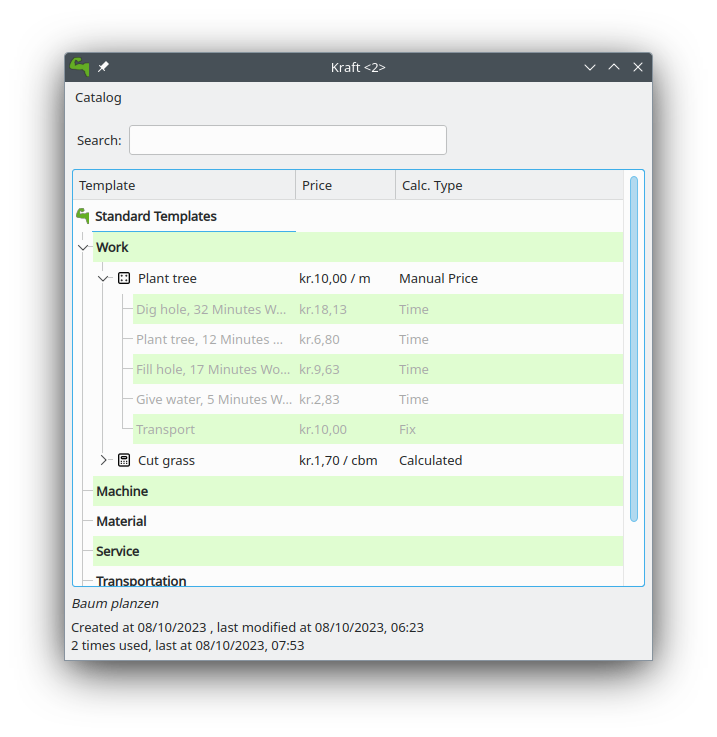 Kraft <2>
Catalog
Search:
Template Price Calc. Type
Standard Templates
Work
Plant tree kr.10,00 / m Manual Price
Dig hole, 32 Minutes W... kr.18,13 Time
Plant tree, 12 Minutes ... kr.6,80 Time
Fill hole, 17 Minutes Wo... kr.9,63 Time
Give water, 5 Minutes W... kr.2,83 Time
Transport kr.10,00 Fix
Cut grass kr.1,70 / cbm Calculated
Machine
Material
Service
Transportation
Baum planzen
Created at 08/10/2023 , last modified at 08/10/2023, 06:23
2 times used, last at 08/10/2023, 07:53